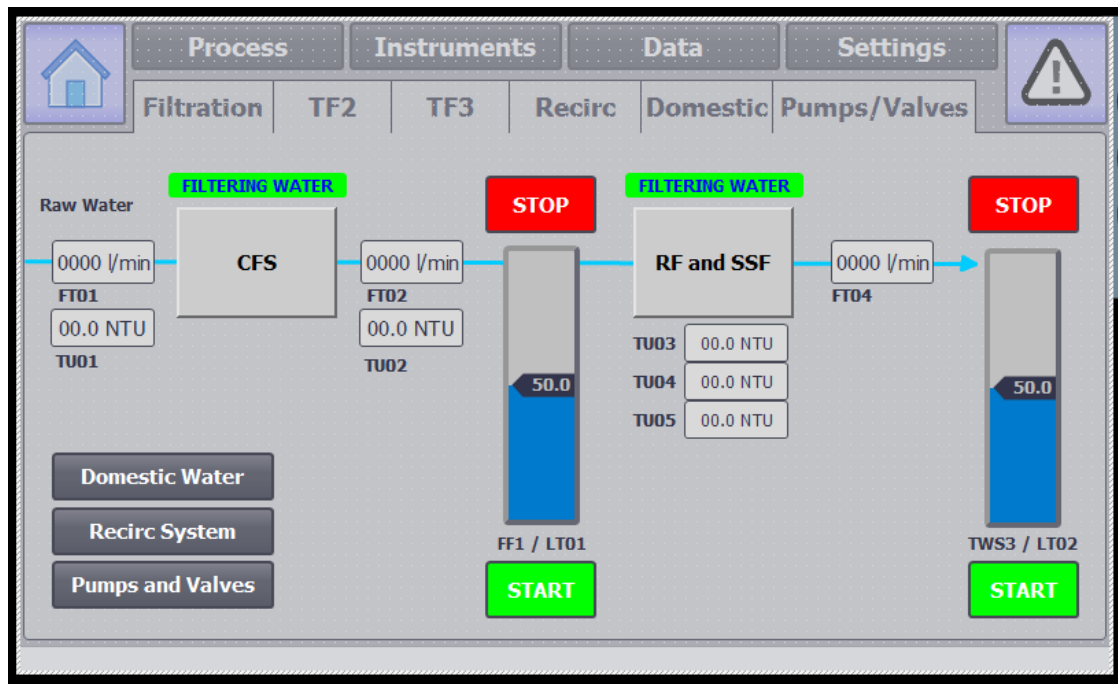 Process Instruments Data Settings
Filtration TF2 TF3 Recirc Domestic Pumps/Valves
FILTERING WATER
FILTERING WATER
Raw Water
STOP
STOP
0000 l/min
CFS
0000 l/min
RF and SSF
0000 l/min
FT01
FT02
FT04
00.0 NTU
00.0 NTU
TU01
TU02
TU03 00.0 NTU
TU04 00.0 NTU
TU05 00.0 NTU
50.0
50.0
Domestic Water
Recirc System
Pumps and Valves
FF1 / LT01
TWS3 / LT02
START
START